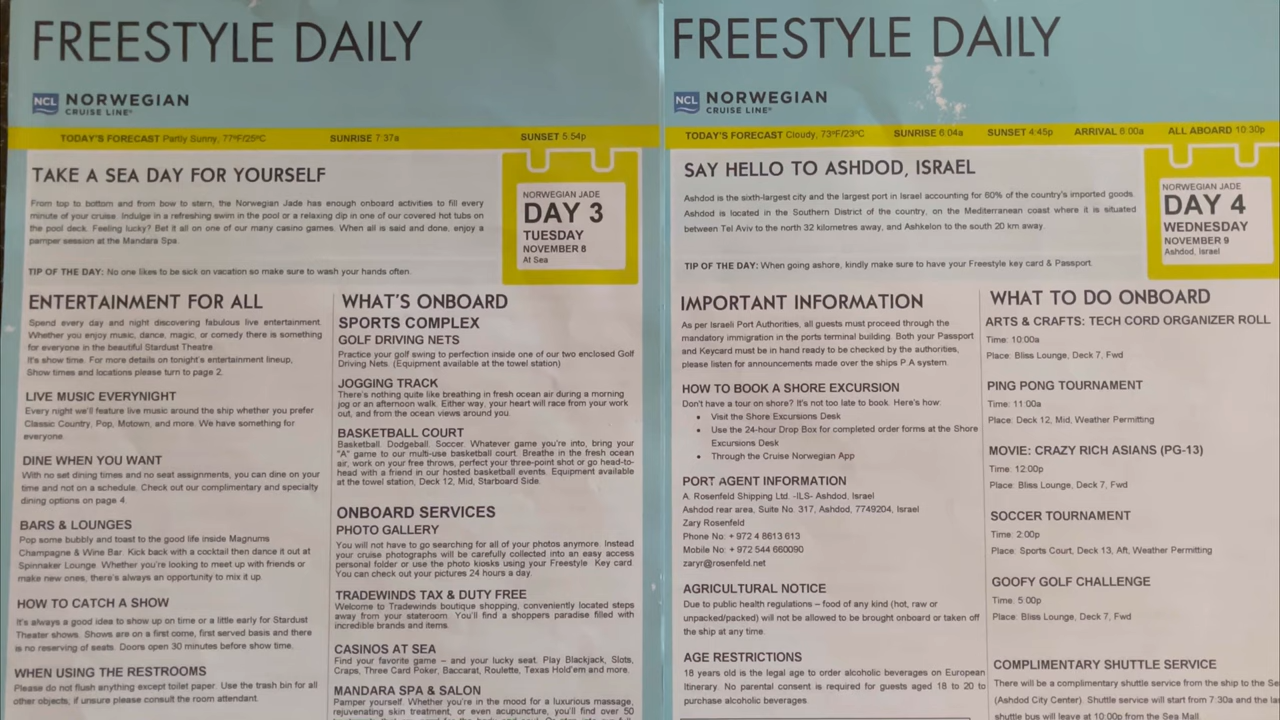 FREESTYLE DAILY
NCL NORWEGIAN
CRUISE LINE®
TODAY'S FORECAST Partly Sunny, 77ºF/25ºC SUNRISE 7:37a SUNSET 5:54p
TAKE A SEA DAY FOR YOURSELF
From top to bottom and from bow to stern, the Norwegian Jade has enough onboard activities to fill every
minute of your cruise. Indulge in a refreshing swim in the pool or a relaxing dip in one of our covered hot tubs on
the pool deck. Feeling lucky? Bet it all on one of our many casino games. When all is said and done, enjoy a
pamper session at the Mandara Spa.
TIP OF THE DAY: No one likes to be sick on vacation so make sure to wash your hands often.
NORWEGIAN JADE
DAY 3
TUESDAY
NOVEMBER 8
At Sea
ENTERTAINMENT FOR ALL
Spend every day and night discovering fabulous live entertainment.
Whether you enjoy music, dance, magic, or comedy there is something
for everyone in the beautiful Stardust Theatre.
It's show time. For more details on tonight's entertainment lineup,
Show times and locations please turn to page 2.
LIVE MUSIC EVERYNIGHT
Every night we'll feature live music around the ship whether you prefer
Classic Country, Pop, Motown, and more. We have something for
everyone.
DINE WHEN YOU WANT
With no set dining times and no seat assignments, you can dine on your
time and not on a schedule. Check out our complimentary and specialty
dining options on page 4.
BARS & LOUNGES
Pop some bubbly and toast to the good life inside Magnums
Champagne & Wine Bar. Kick back with a cocktail then dance it out at
Spinnaker Lounge. Whether you're looking to meet up with friends or
make new ones, there's always an opportunity to mix it up.
HOW TO CATCH A SHOW
It's always a good idea to show up on time or a little early for Stardust
Theater shows. Shows are on a first come, first served basis and there
is no reserving of seats. Doors open 30 minutes before show time.
WHEN USING THE RESTROOMS
Please do not flush anything except toilet paper. Use the trash bin for all
other objects, if unsure please consult the room attendant.
WHAT'S ONBOARD
SPORTS COMPLEX
GOLF DRIVING NETS
Practice your golf swing to perfection inside one of our two enclosed Golf
Driving Nets. (Equipment available at the towel station)
JOGGING TRACK
There's nothing quite like breathing in fresh ocean air during a morning
jog or an afternoon walk. Either way, your heart will race from your work
out, and from the ocean views around you.
BASKETBALL COURT
Basketball. Dodgeball. Soccer. Whatever game you're into, bring your
"A" game to our multi-use basketball court. Breathe in the fresh ocean
air, work on your free throws, perfect your three-point shot or go head-to-
head with a friend in our hosted basketball events. Equipment available
at the towel station, Deck 12, Mid, Starboard Side.
ONBOARD SERVICES
PHOTO GALLERY
You will not have to go searching for all of your photos anymore. Instead
your cruise photographs will be carefully collected into an easy access
personal folder or use the photo kiosks using your Freestyle Key card.
You can check out your pictures 24 hours a day.
TRADEWINDS TAX & DUTY FREE
Welcome to Tradewinds boutique shopping, conveniently located steps
away from your stateroom. You'll find a shoppers paradise filled with
incredible brands and items.
CASINOS AT SEA
Find your favorite game – and your lucky seat. Play Blackjack, Slots,
Craps, Three Card Poker, Baccarat, Roulette, Texas Hold'em and more.
MANDARA SPA & SALON
Pamper yourself. Whether you're in the mood for a luxurious massage,
rejuvenating skin treatment, or even acupuncture, you'll find over 50
FREESTYLE DAILY
NCL NORWEGIAN
CRUISE LINE®
TODAY'S FORECAST Cloudy, 73ºF/23ºC SUNRISE 6:04a SUNSET 4:45p ARRIVAL 6:00a ALL ABOARD 10:30p
SAY HELLO TO ASHDOD, ISRAEL
Ashdod is the sixth-largest city and the largest port in Israel accounting for 60% of the country's imported goods.
Ashdod is located in the Southern District of the country, on the Mediterranean coast where it is situated
between Tel Aviv to the north 32 kilometres away, and Ashkelon to the south 20 km away.
TIP OF THE DAY: When going ashore, kindly make sure to have your Freestyle key card & Passport.
NORWEGIAN JADE
DAY 4
WEDNESDAY
NOVEMBER 9
Ashdod, Israel
IMPORTANT INFORMATION
As per Israeli Port Authorities, all guests must proceed through the
mandatory immigration in the ports terminal building. Both your Passport
and Keycard must be in hand ready to be checked by the authorities,
please listen for announcements made over the ships P.A system.
HOW TO BOOK A SHORE EXCURSION
Don't have a tour on shore? It's not too late to book. Here's how:
• Visit the Shore Excursions Desk
• Use the 24-hour Drop Box for completed order forms at the Shore
Excursions Desk
• Through the Cruise Norwegian App
PORT AGENT INFORMATION
A. Rosenfeld Shipping Ltd. -ILS- Ashdod, Israel
Ashdod rear area, Suite No. 317, Ashdod, 7749204, Israel
Zary Rosenfeld
Phone No: + 972 4 8613 613
Mobile No: + 972 544 660090
zaryr@rosenfeld.net
AGRICULTURAL NOTICE
Due to public health regulations – food of any kind (hot, raw or
unpacked/packed) will not be allowed to be brought onboard or taken off
the ship at any time.
AGE RESTRICTIONS
18 years old is the legal age to order alcoholic beverages on European
Itinerary. No parental consent is required for guests aged 18 to 20 to
purchase alcoholic beverages.
WHAT TO DO ONBOARD
ARTS & CRAFTS: TECH CORD ORGANIZER ROLL
Time: 10:00a
Place: Bliss Lounge, Deck 7, Fwd
PING PONG TOURNAMENT
Time: 11:00a
Place: Deck 12, Mid, Weather Permitting
MOVIE: CRAZY RICH ASIANS (PG-13)
Time: 12:00p
Place: Bliss Lounge, Deck 7, Fwd
SOCCER TOURNAMENT
Time: 2:00p
Place: Sports Court, Deck 13, Aft, Weather Permitting
GOOFY GOLF CHALLENGE
Time: 5:00p
Place: Bliss Lounge, Deck 7, Fwd
COMPLIMENTARY SHUTTLE SERVICE
There will be a complimentary shuttle service from the ship to the Se
(Ashdod City Center). Shuttle service will start from 7:30a and the la
shuttle bus will leave at 10:00pm from the Sea Mall.